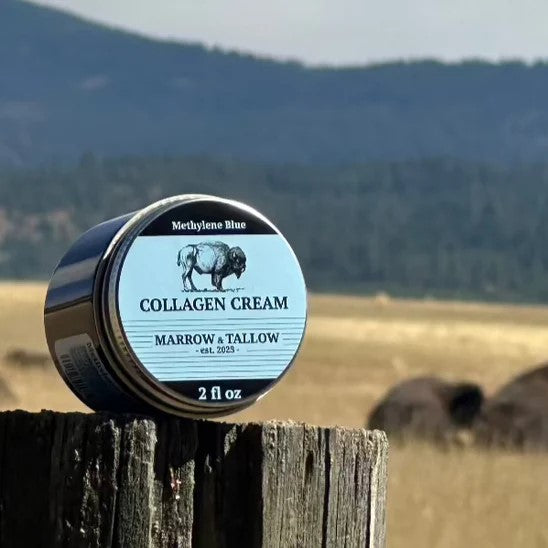 Methylene Blue
COLLAGEN CREAM
MARROW & TALLOW
- est. 2023 -
2 fl oz